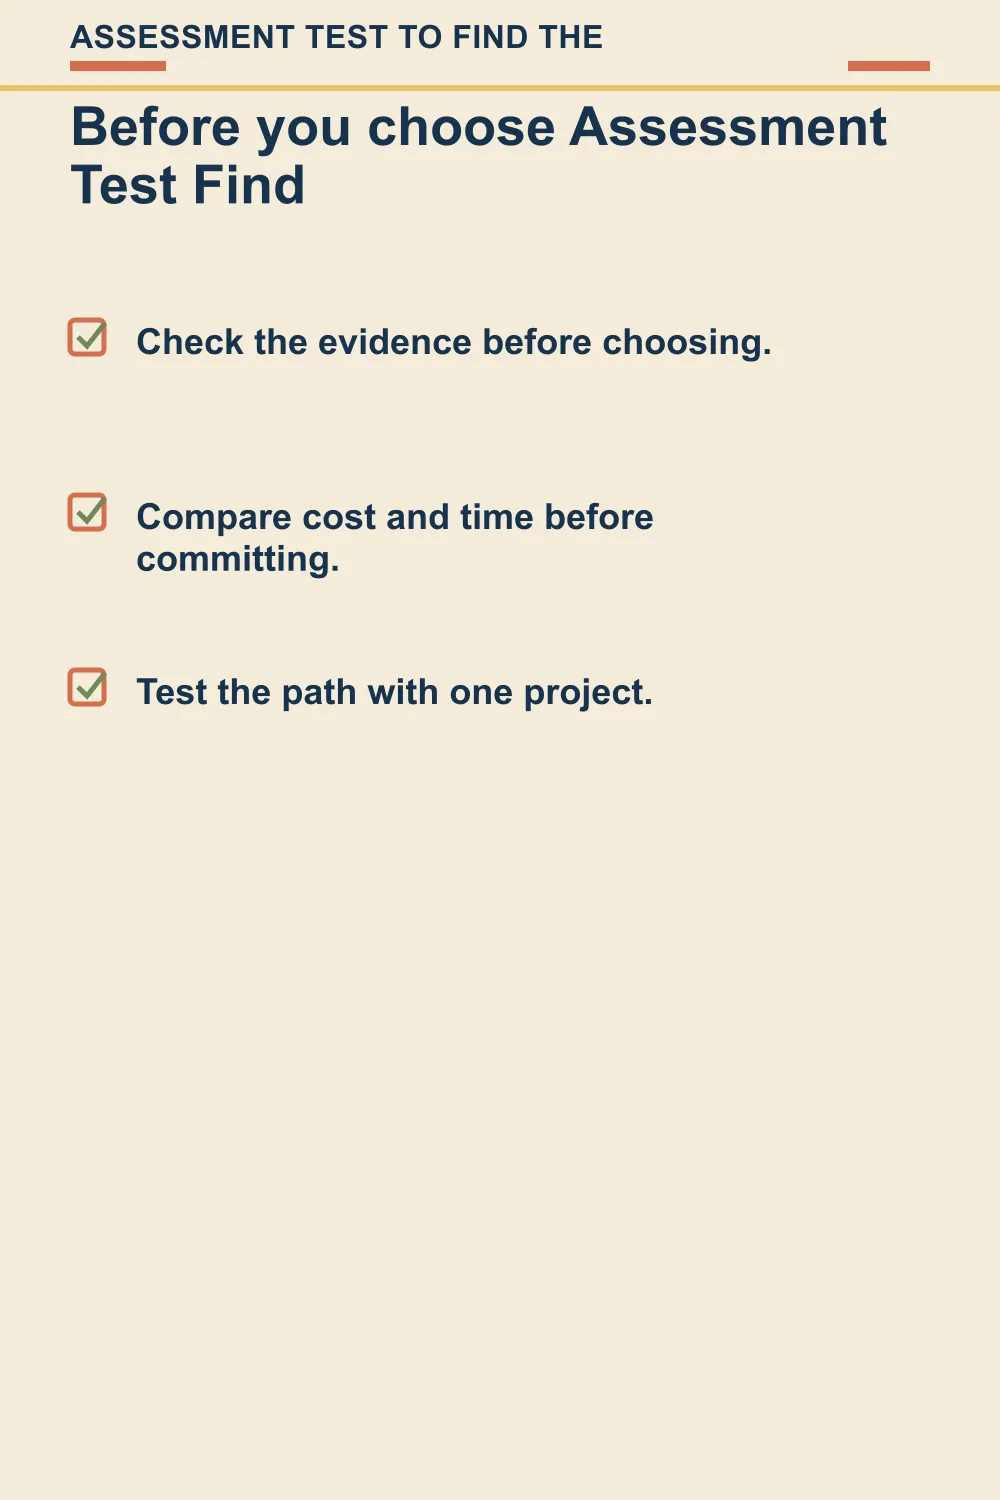 ASSESSMENT TEST TO FIND THE
Before you choose Assessment
Test Find
Check the evidence before choosing.
Compare cost and time before
committing.
Test the path with one project.